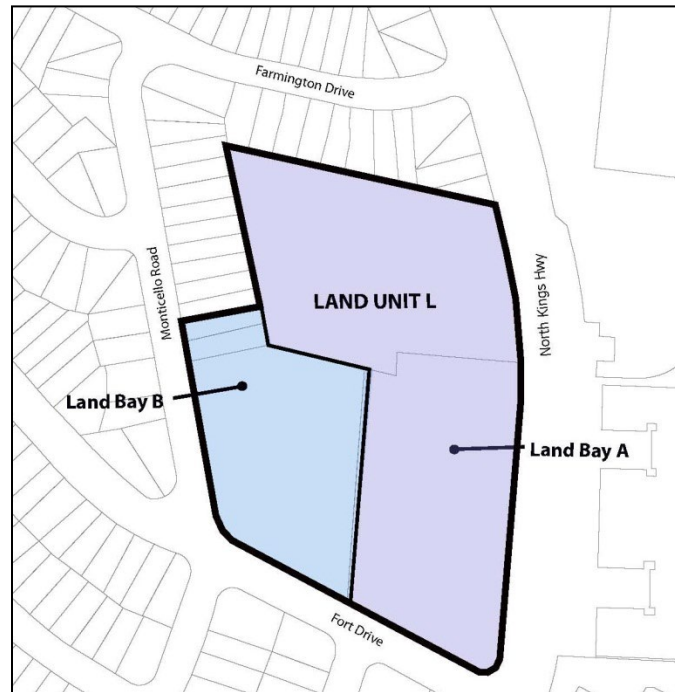 Farmington Drive
Monticello Road
North Kings Hwy
LAND UNIT L
Land Bay B
Land Bay A
Fort Drive